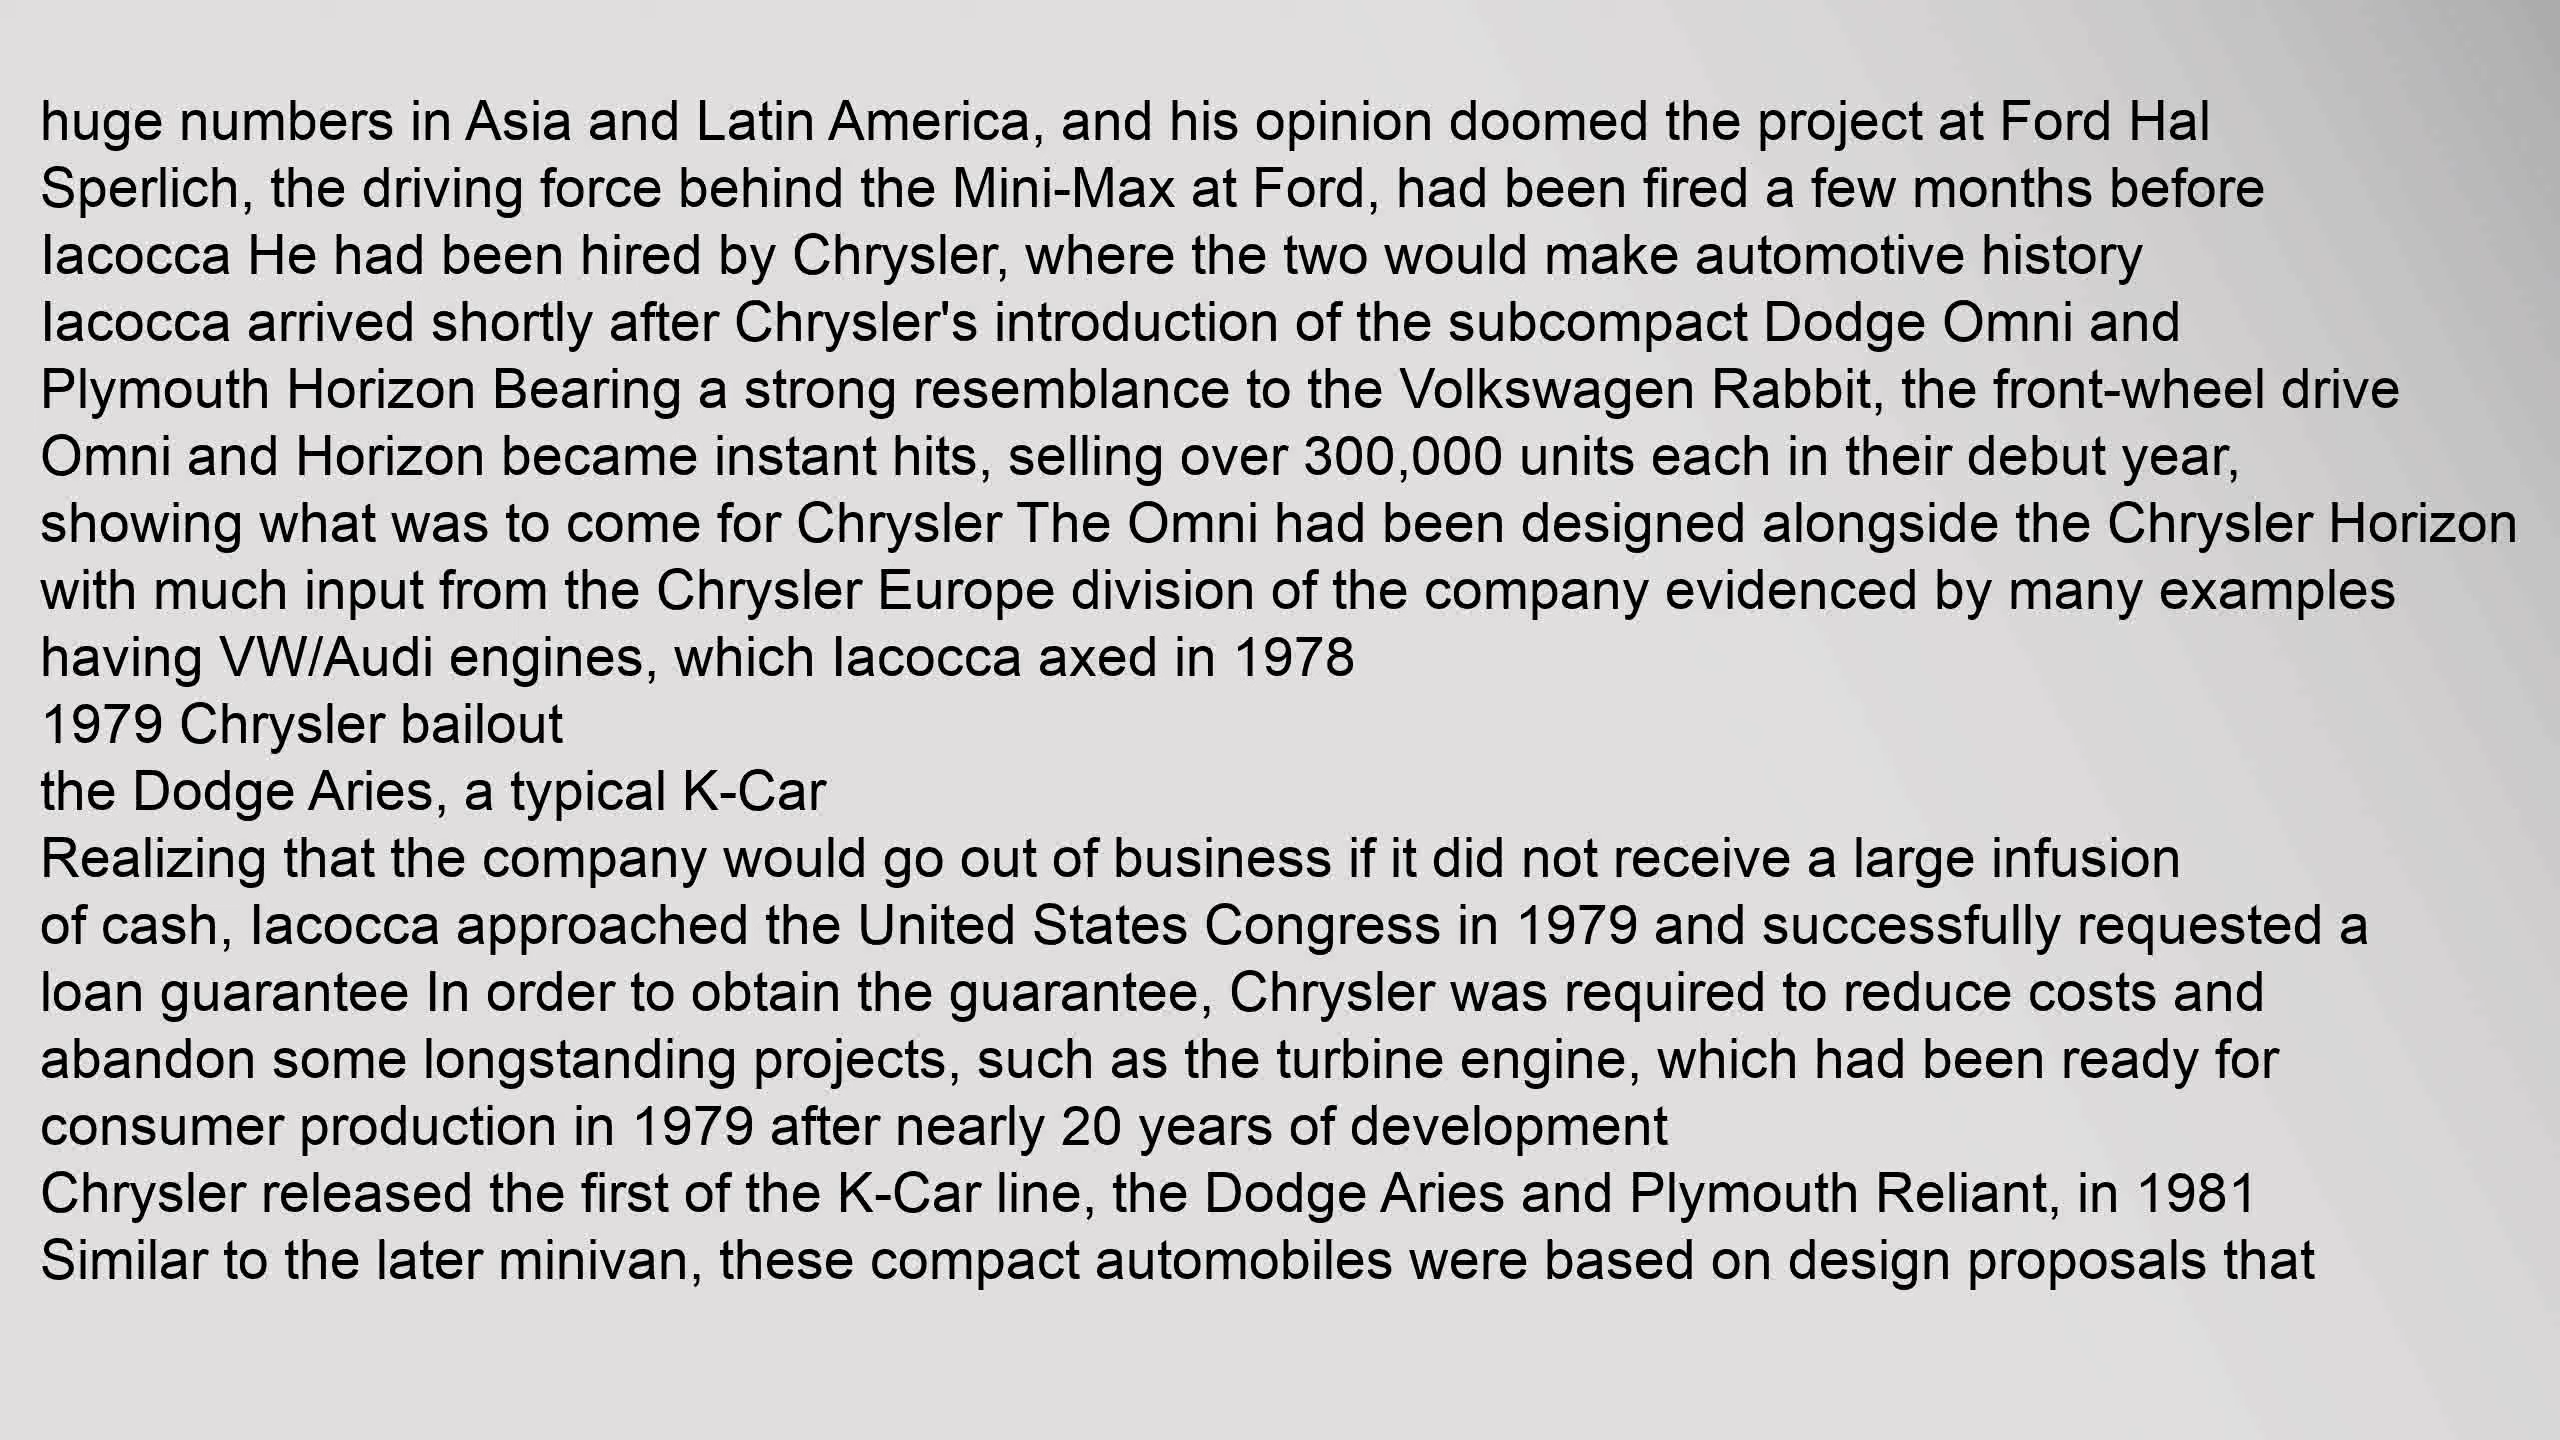 huge numbers in Asia and Latin America, and his opinion doomed the project at Ford Hal
Sperlich, the driving force behind the Mini-Max at Ford, had been fired a few months before
Iacocca He had been hired by Chrysler, where the two would make automotive history
Iacocca arrived shortly after Chrysler's introduction of the subcompact Dodge Omni and
Plymouth Horizon Bearing a strong resemblance to the Volkswagen Rabbit, the front-wheel drive
Omni and Horizon became instant hits, selling over 300,000 units each in their debut year,
showing what was to come for Chrysler The Omni had been designed alongside the Chrysler Horizon
with much input from the Chrysler Europe division of the company evidenced by many examples
having VW/Audi engines, which Iacocca axed in 1978
1979 Chrysler bailout
the Dodge Aries, a typical K-Car
Realizing that the company would go out of business if it did not receive a large infusion
of cash, Iacocca approached the United States Congress in 1979 and successfully requested a
loan guarantee In order to obtain the guarantee, Chrysler was required to reduce costs and
abandon some longstanding projects, such as the turbine engine, which had been ready for
consumer production in 1979 after nearly 20 years of development
Chrysler released the first of the K-Car line, the Dodge Aries and Plymouth Reliant, in 1981
Similar to the later minivan, these compact automobiles were based on design proposals that